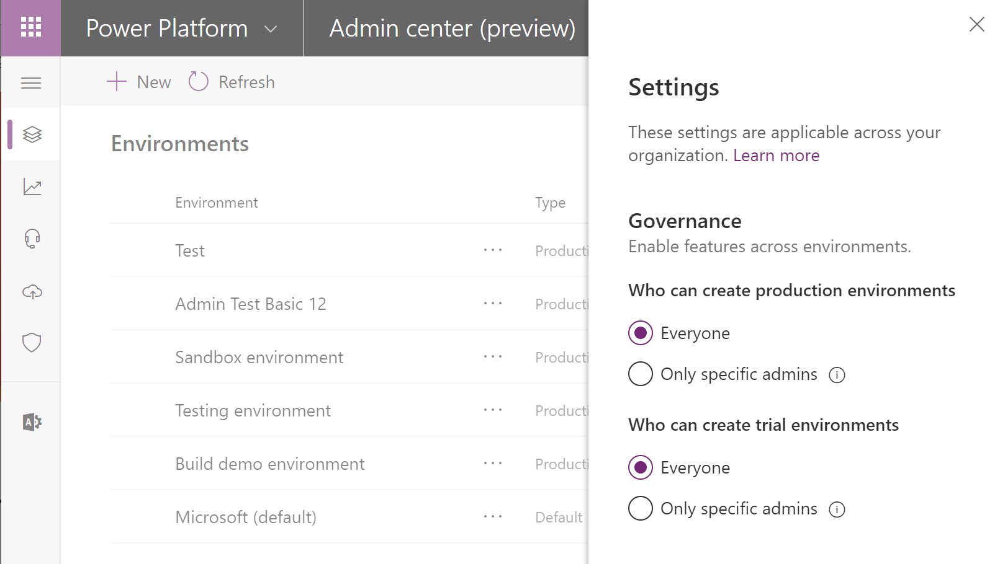 Power Platform
Admin center (preview)
New
Refresh
Environments
Environment
Type
Test
Producti
Admin Test Basic 12
Producti
Sandbox environment
Producti
Testing environment
Producti
Build demo environment
Producti
Microsoft (default)
Default
Settings
These settings are applicable across your
organization. Learn more
Governance
Enable features across environments.
Who can create production environments
Everyone
Only specific admins
Who can create trial environments
Everyone
Only specific admins